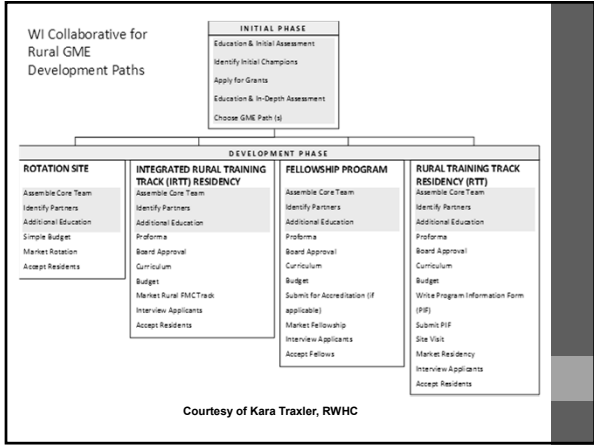 WI Collaborative for
Rural GME
Development Paths
INITIAL PHASE
Education & Initial Assessment
Identify Initial Champions
Apply for Grants
Education & In-Depth Assessment
Choose GME Path (s)
DEVELOPMENT PHASE
ROTATION SITE
Assemble Core Team
Identify Partners
Additional Education
Simple Budget
Market Rotation
Accept Residents
INTEGRATED RURAL TRAINING
TRACK (IRTT) RESIDENCY
Assemble Core Team
Identify Partners
Additional Education
Proforma
Board Approval
Curriculum
Budget
Market Rural FMC Track
Interview Applicants
Accept Residents
FELLOWSHIP PROGRAM
Assemble Core Team
Identify Partners
Additional Education
Proforma
Board Approval
Curriculum
Budget
Submit for Accreditation (if
applicable)
Market Fellowship
Interview Applicants
Accept Fellows
RURAL TRAINING TRACK
RESIDENCY (RTT)
Assemble Core Team
Identify Partners
Additional Education
Proforma
Board Approval
Curriculum
Budget
Write Program Information Form
(PIF)
Submit PIF
Site Visit
Market Residency
Interview Applicants
Accept Residents
Courtesy of Kara Traxler, RWHC